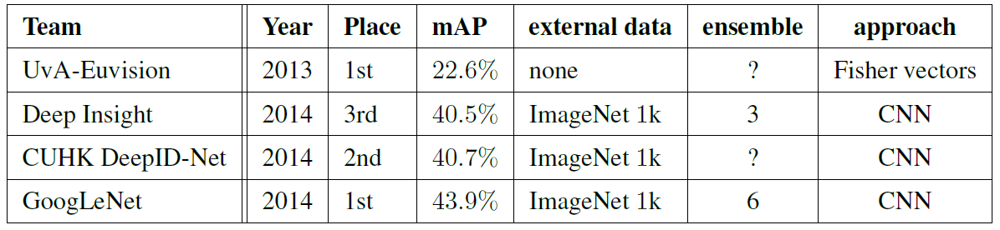 Team Year Place mAP external data ensemble approach
UvA-Euvision 2013 1st 22.6% none ? Fisher vectors
Deep Insight 2014 3rd 40.5% ImageNet 1k 3 CNN
CUHK DeepID-Net 2014 2nd 40.7% ImageNet 1k ? CNN
GoogLeNet 2014 1st 43.9% ImageNet 1k 6 CNN